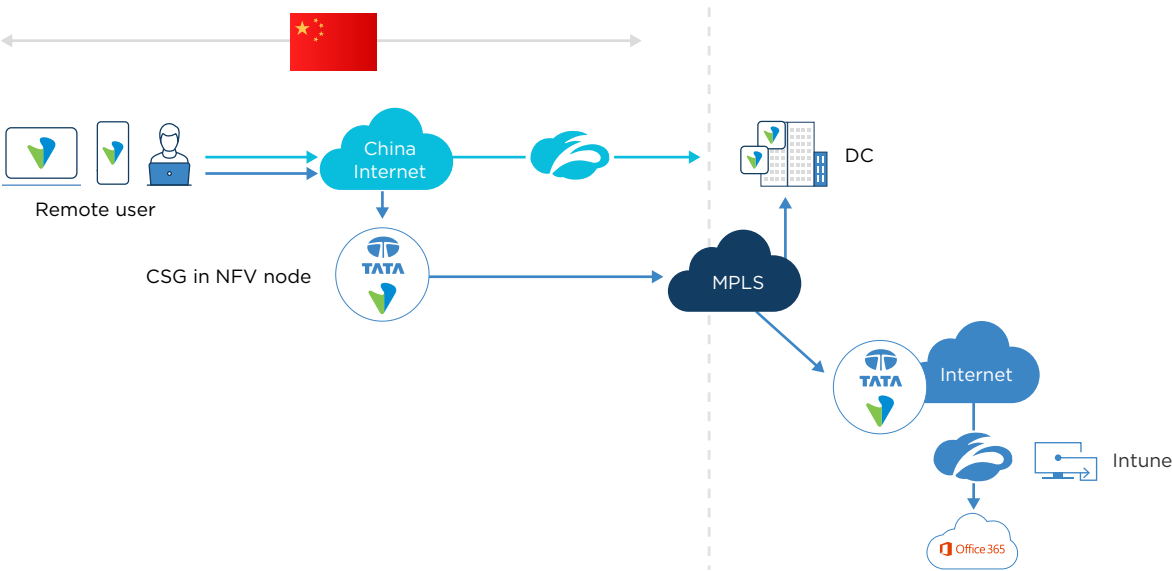 China
Internet
DC
Remote user
TATA
CSG in NFV node
MPLS
TATA
Internet
Intune
Office 365